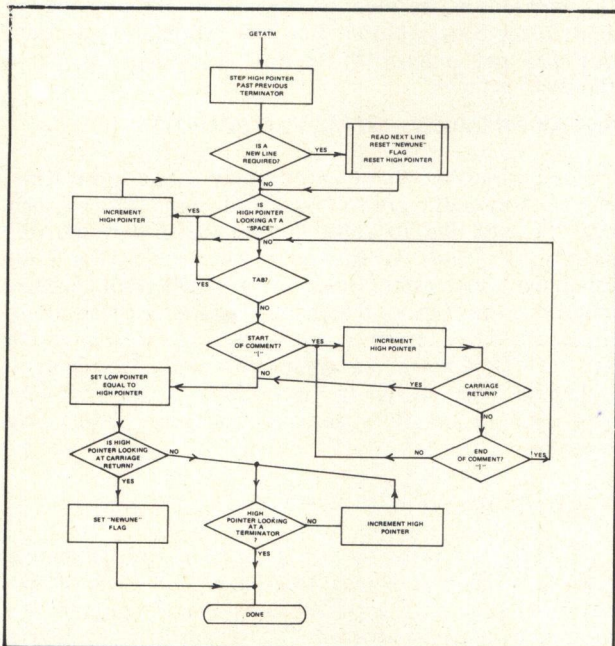 GETATM
STEP HIGH POINTER
PAST PREVIOUS
TERMINATOR
IS A
NEW LINE
REQUIRED?
YES
READ NEXT LINE
RESET "NEWLINE"
FLAG
RESET HIGH POINTER
NO
INCREMENT
HIGH POINTER
YES
IS
HIGH POINTER
LOOKING AT A
"SPACE"
NO
YES
TAB?
NO
START
OF COMMENT?
"["
YES
INCREMENT
HIGH POINTER
NO
SET LOW POINTER
EQUAL TO
HIGH POINTER
YES
CARRIAGE
RETURN?
NO
IS HIGH
POINTER LOOKING
AT CARRIAGE
RETURN?
NO
NO
END
OF COMMENT?
"]"
YES
YES
SET "NEWLINE"
FLAG
HIGH
POINTER LOOKING
AT A
TERMINATOR
?
NO
INCREMENT HIGH
POINTER
YES
DONE